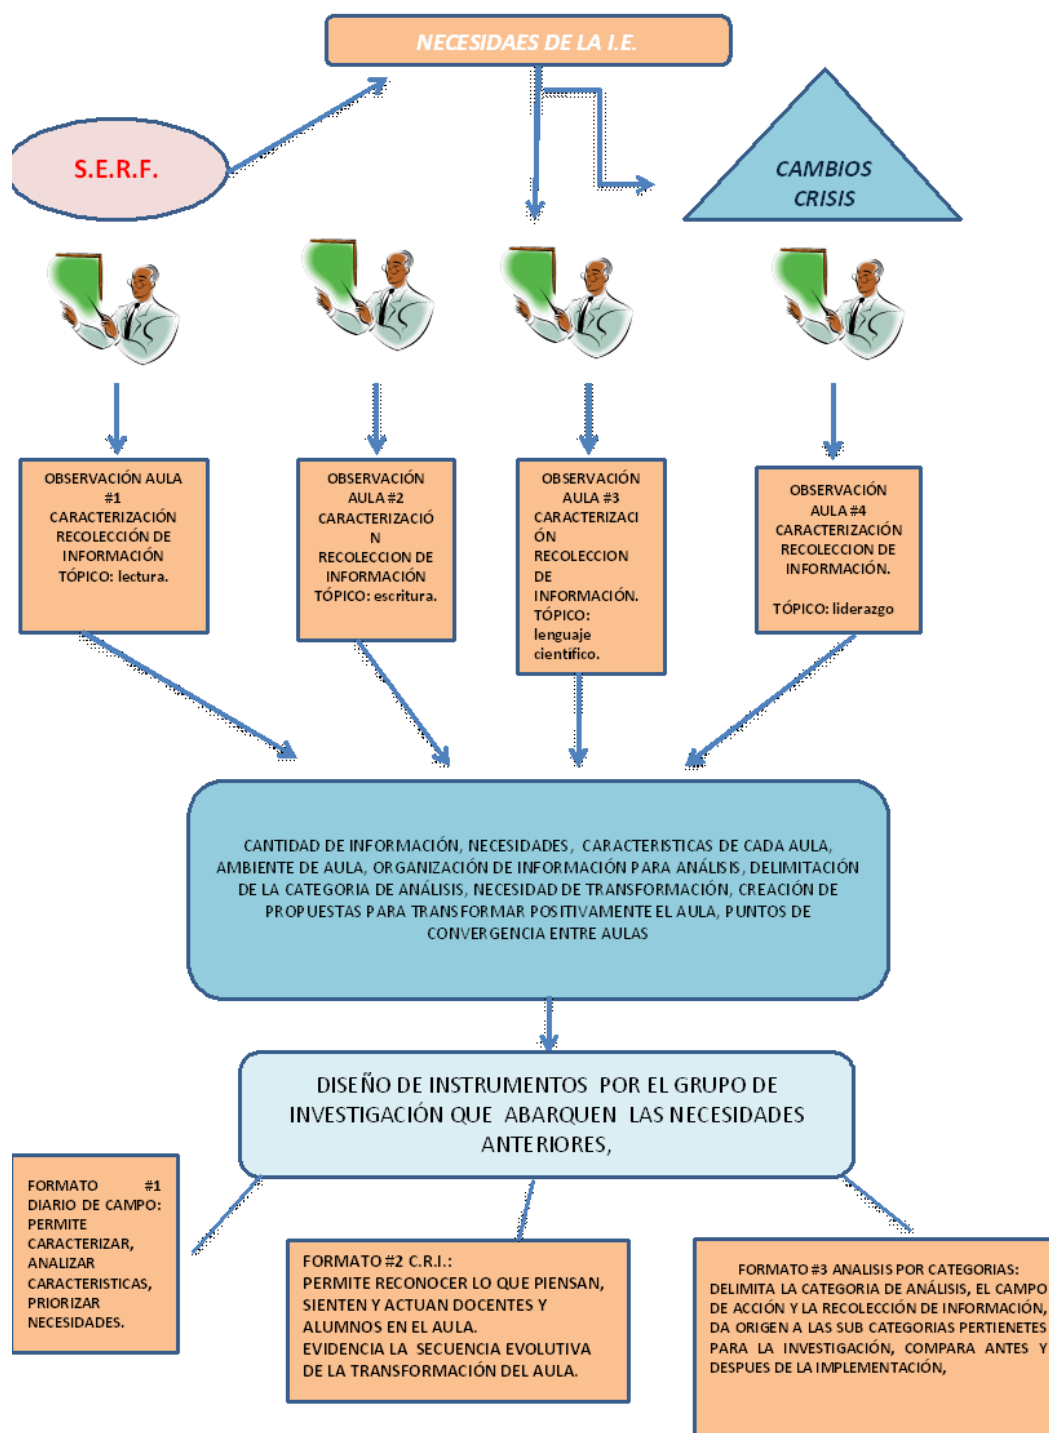 NECESIDAES DE LA I.E.
S.E.R.F.
CAMBIOS
CRISIS
OBSERVACIÓN AULA
#1
CARACTERIZACIÓN
RECOLECCIÓN DE
INFORMACIÓN
TÓPICO: lectura.
OBSERVACIÓN
AULA #2
CARACTERIZACIÓ
N
RECOLECCION DE
INFORMACIÓN
TÓPICO: escritura.
OBSERVACIÓN
AULA #3
CARACTERIZACI
ÓN
RECOLECCION
DE
INFORMACIÓN.
TÓPICO:
lenguaje
científico.
OBSERVACIÓN
AULA #4
CARACTERIZACIÓN
RECOLECCION DE
INFORMACIÓN.
TÓPICO: liderazgo
CANTIDAD DE INFORMACIÓN, NECESIDADES, CARACTERISTICAS DE CADA AULA,
AMBIENTE DE AULA, ORGANIZACIÓN DE INFORMACIÓN PARA ANÁLISIS, DELIMITACIÓN
DE LA CATEGORIA DE ANÁLISIS, NECESIDAD DE TRANSFORMACIÓN, CREACIÓN DE
PROPUESTAS PARA TRANSFORMAR POSITIVAMENTE EL AULA, PUNTOS DE
CONVERGENCIA ENTRE AULAS
DISEÑO DE INSTRUMENTOS POR EL GRUPO DE
INVESTIGACIÓN QUE ABARQUEN LAS NECESIDADES
ANTERIORES,
FORMATO #1
DIARIO DE CAMPO:
PERMITE
CARACTERIZAR,
ANALIZAR
CARACTERISTICAS,
PRIORIZAR
NECESIDADES.
FORMATO #2 C.R.I.:
PERMITE RECONOCER LO QUE PIENSAN,
SIENTEN Y ACTUAN DOCENTES Y
ALUMNOS EN EL AULA.
EVIDENCIA LA SECUENCIA EVOLUTIVA
DE LA TRANSFORMACIÓN DEL AULA.
FORMATO #3 ANALISIS POR CATEGORIAS:
DELIMITA LA CATEGORIA DE ANÁLISIS, EL CAMPO
DE ACCIÓN Y LA RECOLECCIÓN DE INFORMACIÓN,
DA ORIGEN A LAS SUB CATEGORIAS PERTIENETES
PARA LA INVESTIGACIÓN, COMPARA ANTES Y
DESPUES DE LA IMPLEMENTACIÓN,